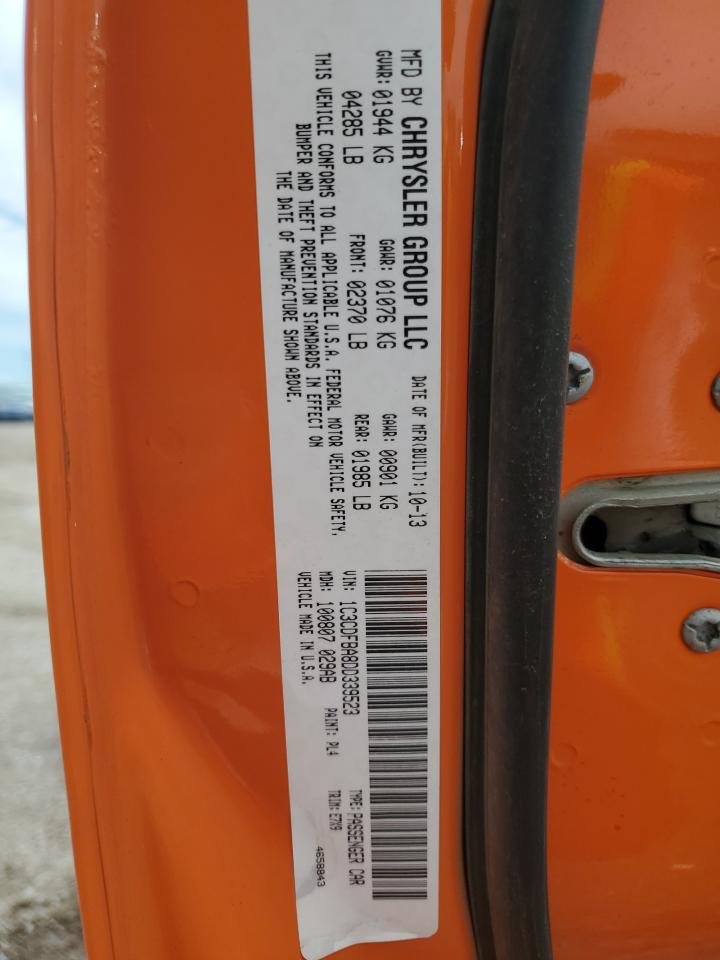 MFD BY CHRYSLER GROUP LLC DATE OF MFR(BUILT): 10-13
GVWR: 01944 KG GAWR: 01076 KG GAWR: 00901 KG
04285 LB FRONT: 02370 LB REAR: 01985 LB
THIS VEHICLE CONFORMS TO ALL APPLICABLE U.S.A. FEDERAL MOTOR VEHICLE SAFETY,
BUMPER AND THEFT PREVENTION STANDARDS IN EFFECT ON
THE DATE OF MANUFACTURE SHOWN ABOVE.
VIN: 1C3CDFBA8DD339523 TYPE: PASSENGER CAR
MDH: 100807 029AB PAINT: PL4 TRIM: E7X9
VEHICLE MADE IN U.S.A. 4658843